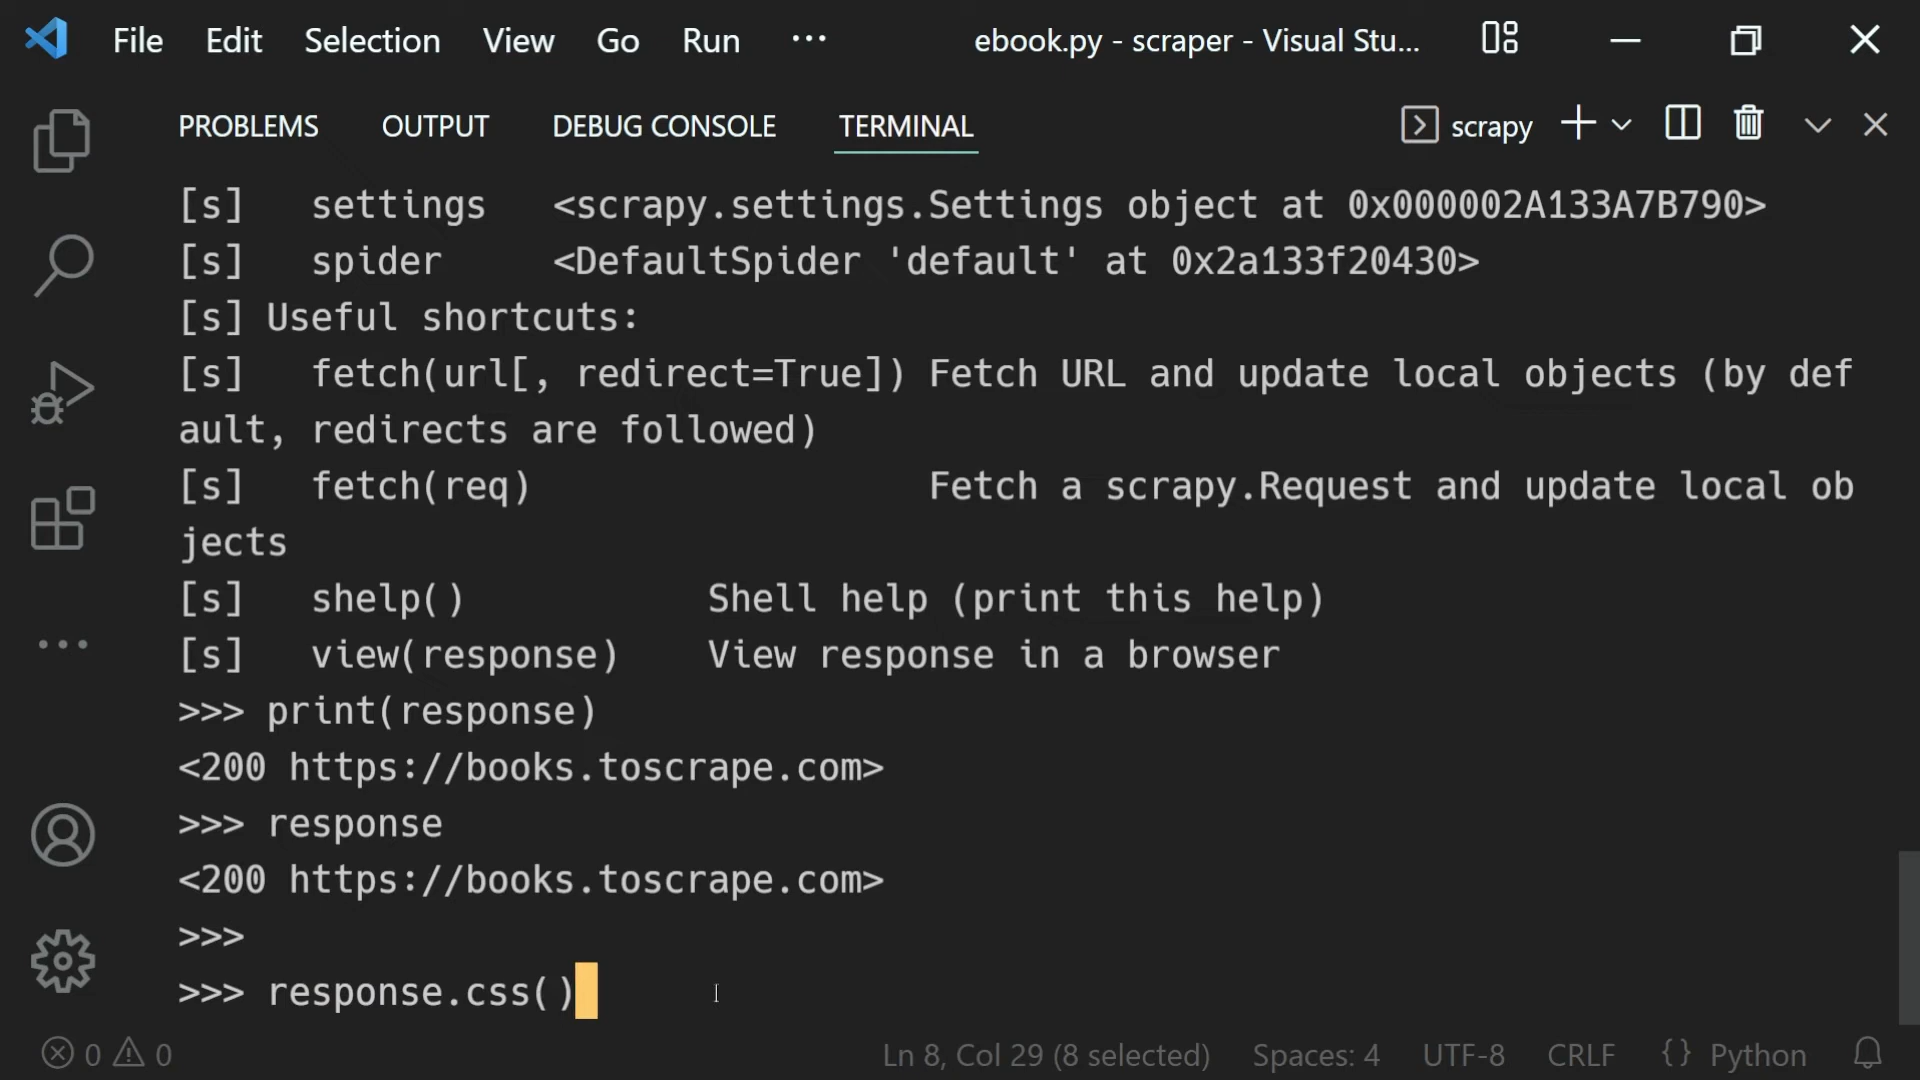 File Edit Selection View Go Run ··· ebook.py - scraper - Visual Stu...
PROBLEMS OUTPUT DEBUG CONSOLE TERMINAL scrapy
[s]   settings   <scrapy.settings.Settings object at 0x000002A133A7B790>
[s]   spider     <DefaultSpider 'default' at 0x2a133f20430>
[s] Useful shortcuts:
[s]   fetch(url[, redirect=True]) Fetch URL and update local objects (by def
ault, redirects are followed)
[s]   fetch(req)                  Fetch a scrapy.Request and update local ob
jects
[s]   shelp()           Shell help (print this help)
[s]   view(response)    View response in a browser
>>> print(response)
<200 https://books.toscrape.com>
>>> response
<200 https://books.toscrape.com>
>>>
>>> response.css()
0 0 Ln 8, Col 29 (8 selected) Spaces: 4 UTF-8 CRLF {} Python